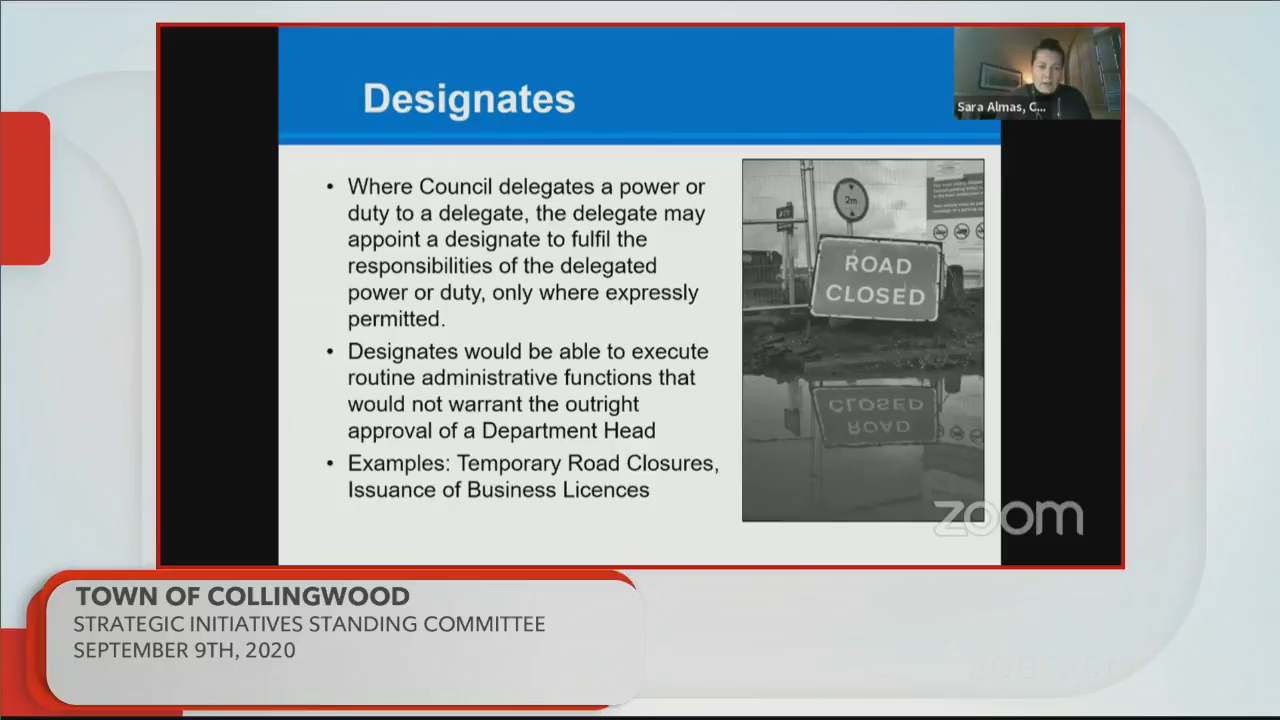 Designates
Sara Almas, C...
• Where Council delegates a power or
duty to a delegate, the delegate may
appoint a designate to fulfil the
responsibilities of the delegated
power or duty, only where expressly
permitted.
• Designates would be able to execute
routine administrative functions that
would not warrant the outright
approval of a Department Head
• Examples: Temporary Road Closures,
Issuance of Business Licences
2m
ROAD
CLOSED
CLOSED
ROAD
zoom
TOWN OF COLLINGWOOD
STRATEGIC INITIATIVES STANDING COMMITTEE
SEPTEMBER 9TH, 2020